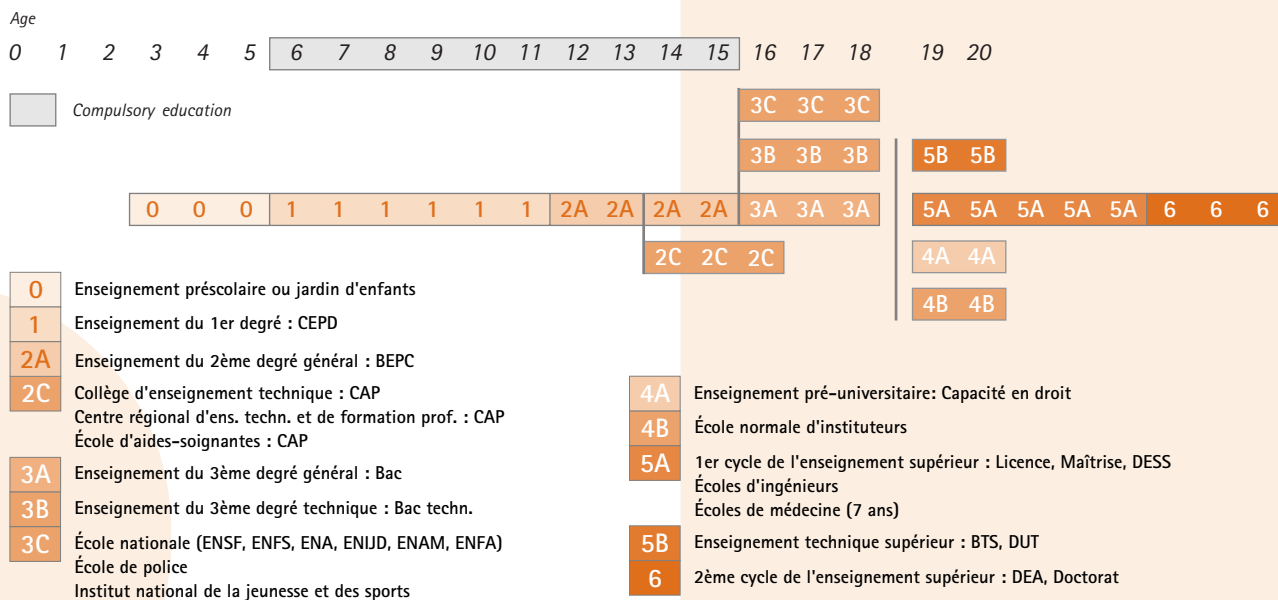 Age
0 1 2 3 4 5 6 7 8 9 10 11 12 13 14 15 16 17 18 19 20
Compulsory education
3C 3C 3C
3B 3B 3B 5B 5B
0 0 0 1 1 1 1 1 1 2A 2A 2A 2A 3A 3A 3A 5A 5A 5A 5A 5A 6 6 6
2C 2C 2C 4A 4A
4B 4B
0 Enseignement préscolaire ou jardin d'enfants
1 Enseignement du 1er degré : CEPD
2A Enseignement du 2ème degré général : BEPC
2C Collège d'enseignement technique : CAP
Centre régional d'ens. techn. et de formation prof. : CAP
École d'aides-soignantes : CAP
3A Enseignement du 3ème degré général : Bac
3B Enseignement du 3ème degré technique : Bac techn.
3C École nationale (ENSF, ENFS, ENA, ENIJD, ENAM, ENFA)
École de police
Institut national de la jeunesse et des sports
4A Enseignement pré-universitaire: Capacité en droit
4B École normale d'instituteurs
5A 1er cycle de l'enseignement supérieur : Licence, Maîtrise, DESS
Écoles d'ingénieurs
Écoles de médecine (7 ans)
5B Enseignement technique supérieur : BTS, DUT
6 2ème cycle de l'enseignement supérieur : DEA, Doctorat